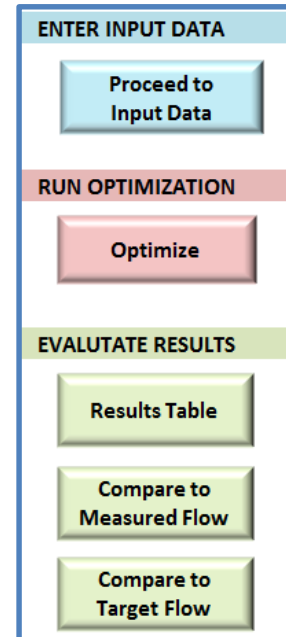 ENTER INPUT DATA
Proceed to
Input Data
RUN OPTIMIZATION
Optimize
EVALUTATE RESULTS
Results Table
Compare to
Measured Flow
Compare to
Target Flow